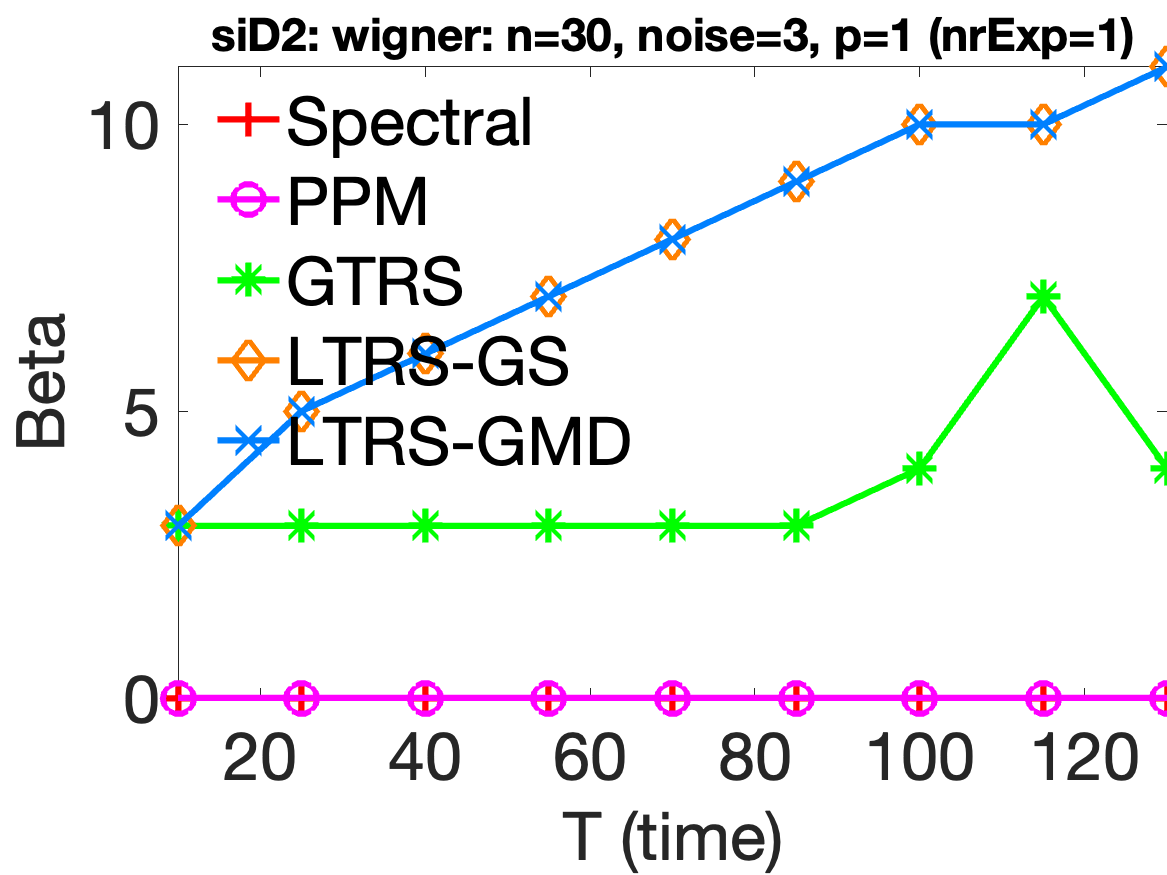 siD2: wigner: n=30, noise=3, p=1 (nrExp=1)
Spectral
PPM
GTRS
LTRS-GS
LTRS-GMD
Beta
10
5
0
20 40 60 80 100 120
T (time)